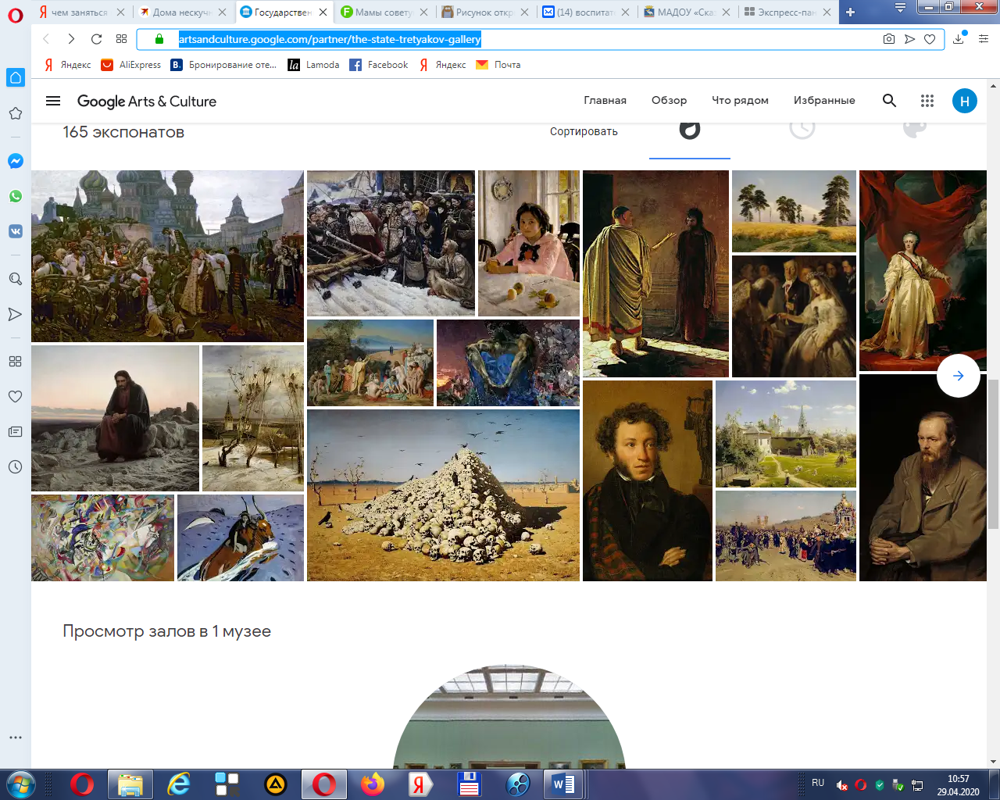 чем заняться
Дома нескучн
Государствен
Мамы совету
Рисунок откр
(14) воспитат
МАДОУ «Сказ
Экспресс-пан
artsandculture.google.com/partner/the-state-tretyakov-gallery
Яндекс
AliExpress
Бронирование оте...
Lamoda
Facebook
Яндекс
Почта
Google Arts & Culture
Главная
Обзор
Что рядом
Избранные
Н
165 экспонатов
Сортировать
Просмотр залов в 1 музее
RU
10:57
29.04.2020